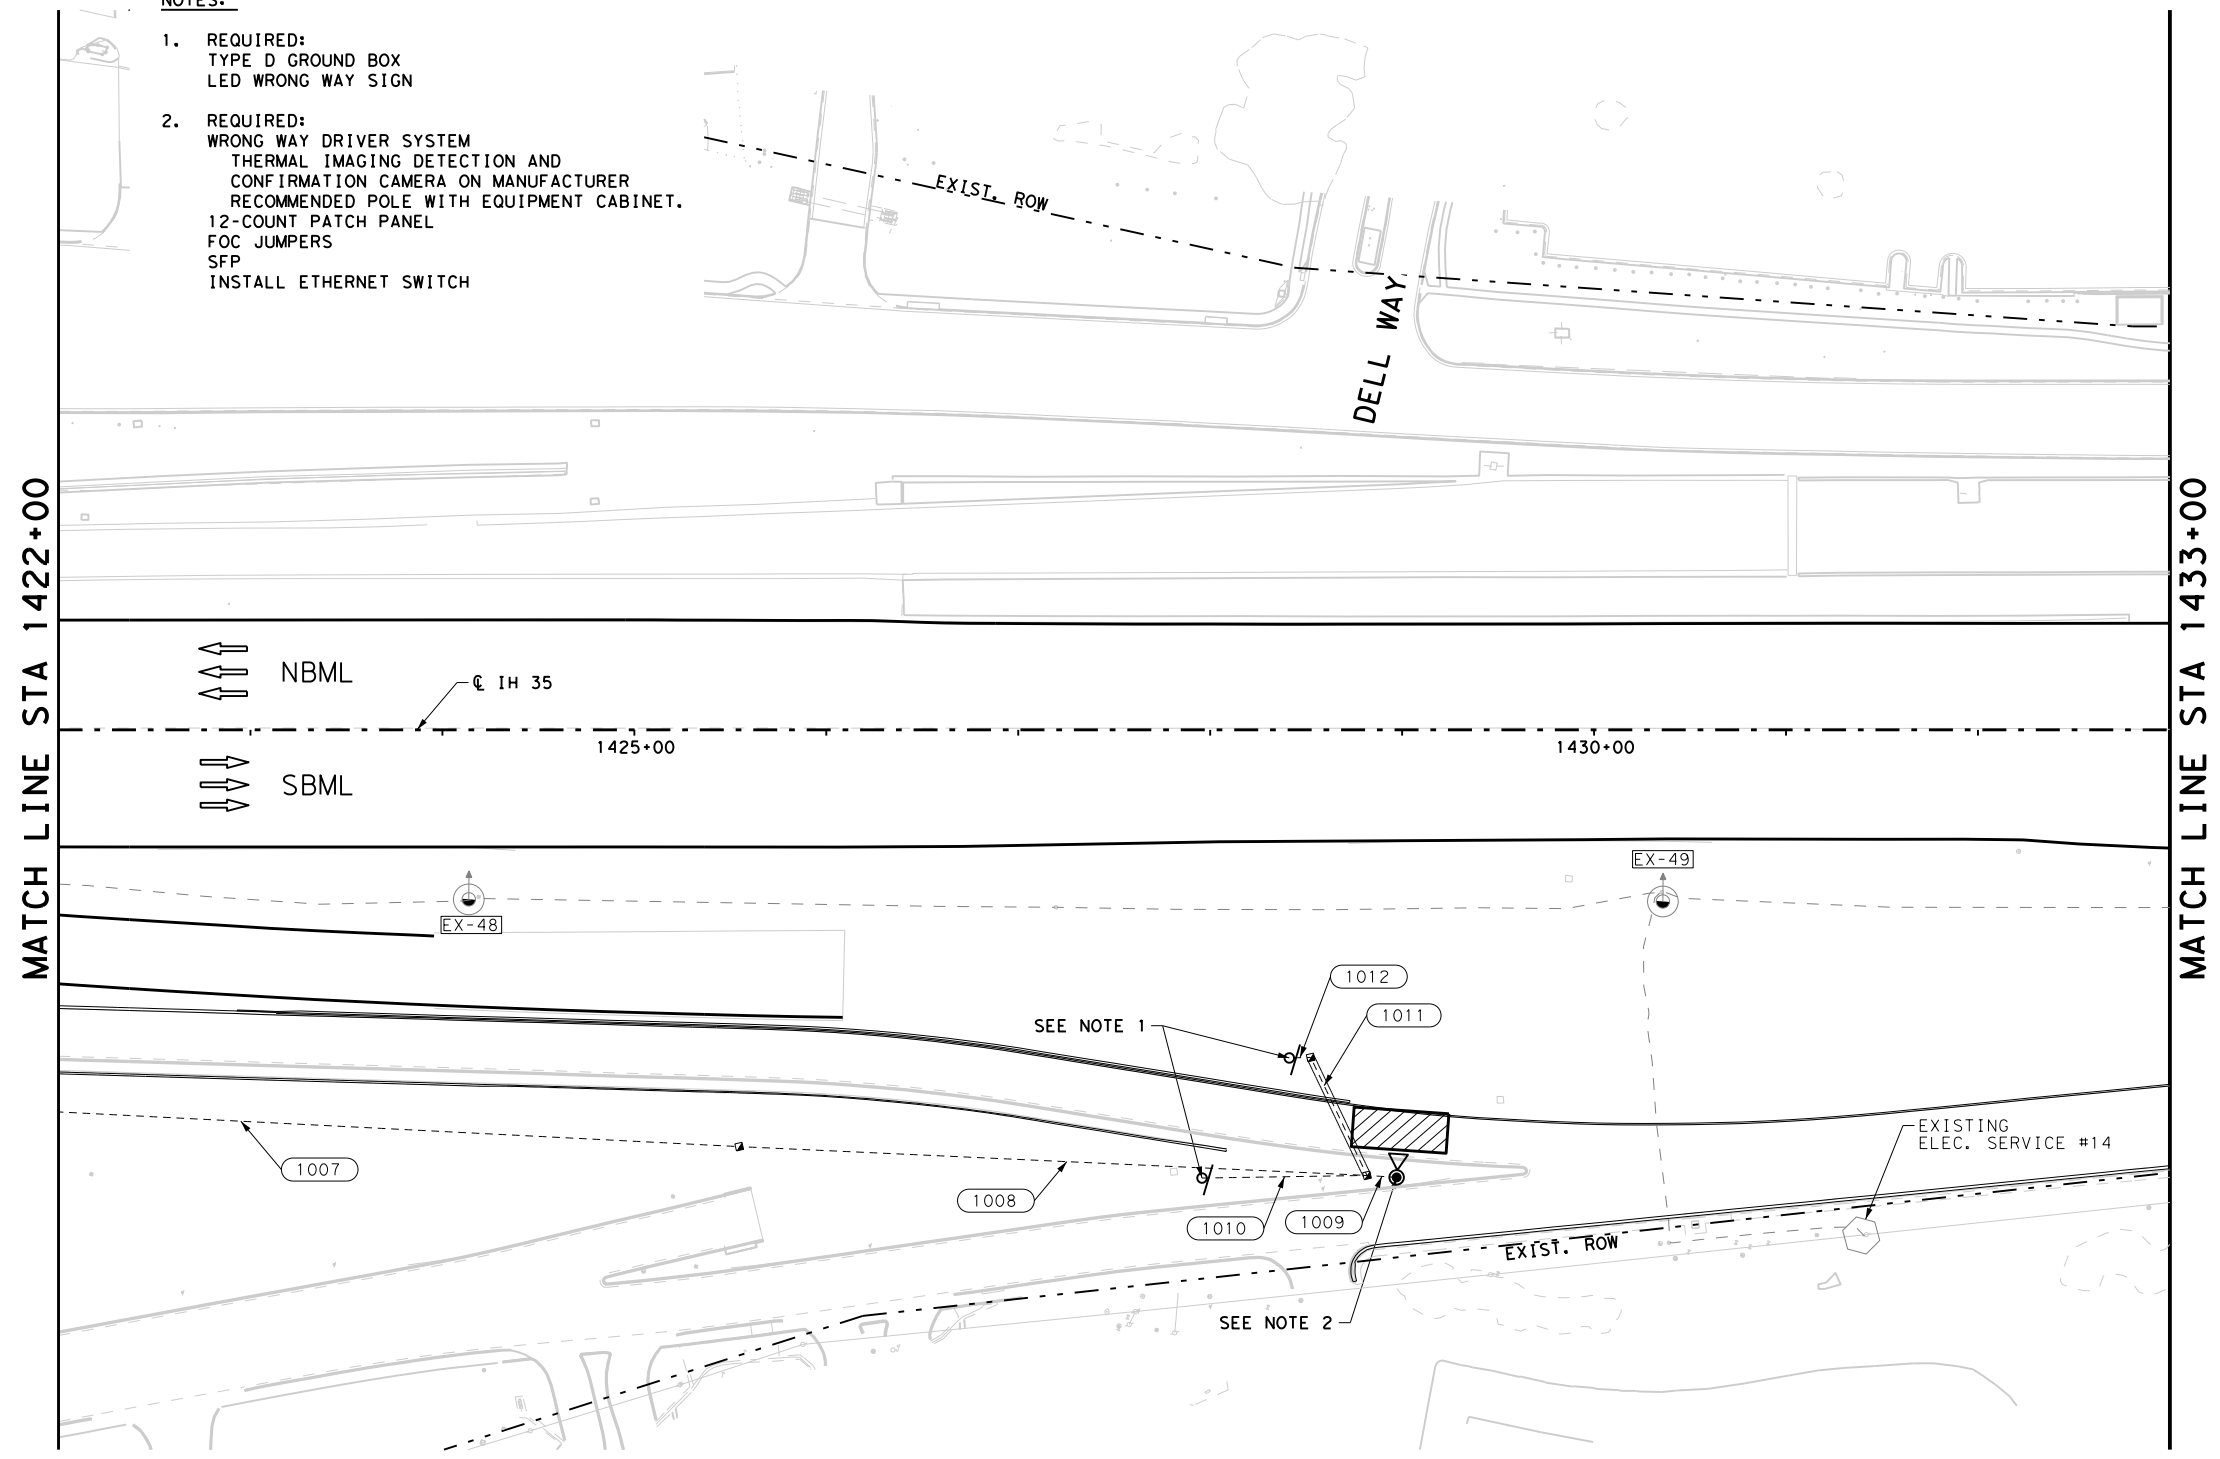 NOTES:
1. REQUIRED:
TYPE D GROUND BOX
LED WRONG WAY SIGN
2. REQUIRED:
WRONG WAY DRIVER SYSTEM
THERMAL IMAGING DETECTION AND
CONFIRMATION CAMERA ON MANUFACTURER
RECOMMENDED POLE WITH EQUIPMENT CABINET.
12-COUNT PATCH PANEL
FOC JUMPERS
SFP
INSTALL ETHERNET SWITCH
EXIST. ROW
DELL WAY
MATCH LINE STA 1422+00
MATCH LINE STA 1433+00
NBML
℄ IH 35
1425+00
1430+00
SBML
EX-49
EX-48
1012
1011
SEE NOTE 1
EXISTING
ELEC. SERVICE #14
1007
1008
1010
1009
EXIST. ROW
SEE NOTE 2